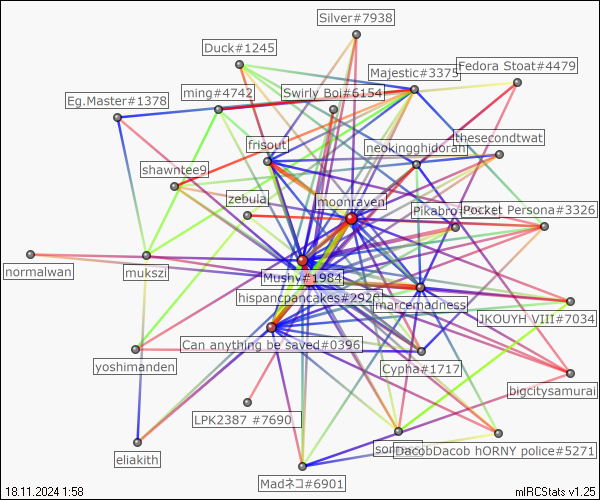 Silver#7938
Duck#1245
Majestic#3375
Fedora Stoat#4479
ming#4742
Swirly Boi#6154
Eg.Master#1378
frisout
thesecondtwat
neokingghidorah
shawntee9
zebula
moonraven
Pikabro
Pocket Persona#3326
normalwan
mukszi
Mushy#1984
hispancpancakes#2920
marcemadness
JKOUYH VIII#7034
Can anything be saved#0396
yoshimanden
Cypha#1717
bigcitysamurai
LPK2387 #7690
DacobDacob hORNY police#5271
eliakith
Madネコ#6901
18.11.2024 1:58
mIRCStats v1.25